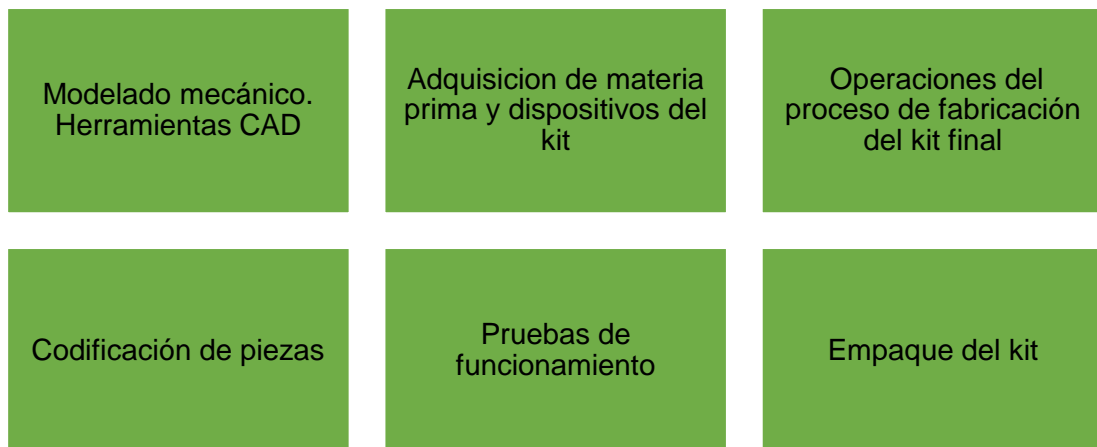 Modelado mecánico.
Herramientas CAD
Adquisicion de materia
prima y dispositivos del
kit
Operaciones del
proceso de fabricación
del kit final
Codificación de piezas
Pruebas de
funcionamiento
Empaque del kit